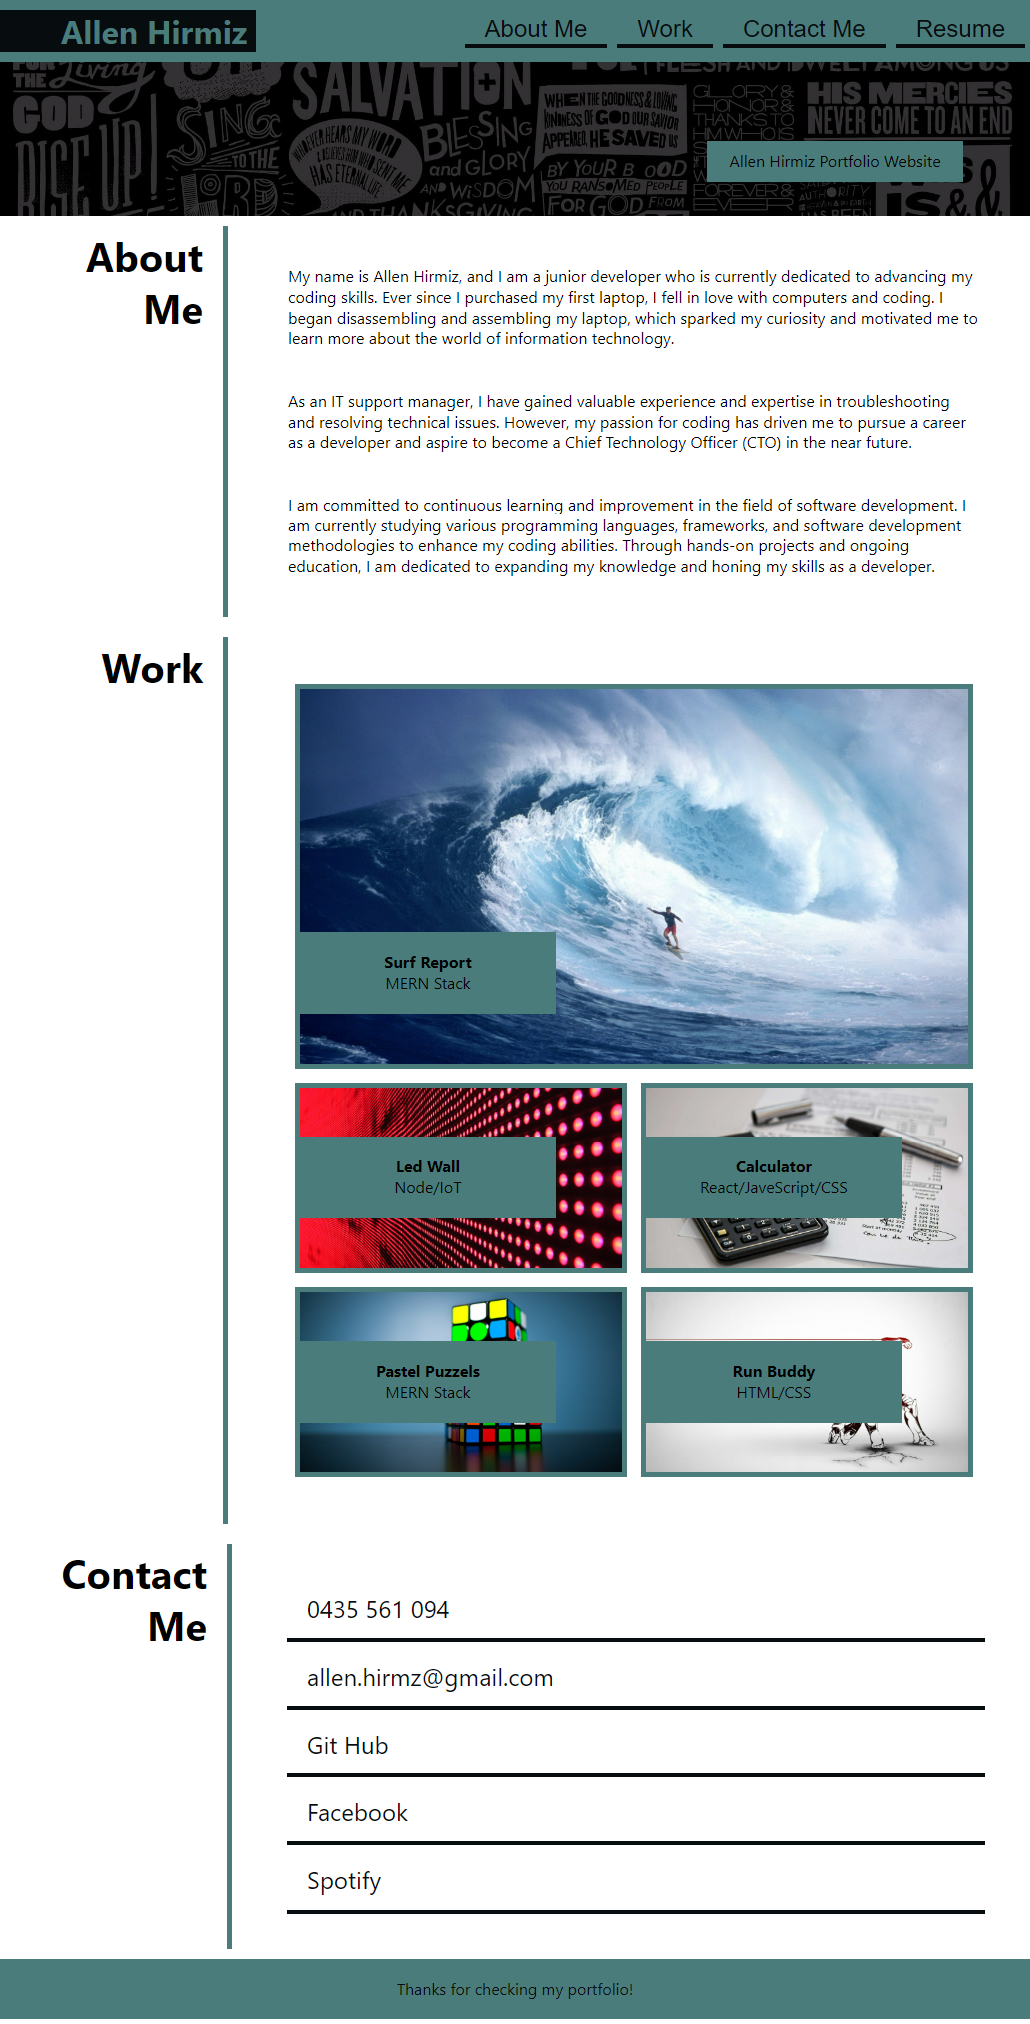 Allen Hirmiz
About Me
Work
Contact Me
Resume
FOR
THE
Living
GOD
RISE UP!
SING
TO THE
LORD
SALVATION
WHOEVER HEARS MY WORD
& BELIEVES HIM WHO SENT ME
HAS ETERNAL LIFE
BLESSING
and GLORY
AND WISDOM
AND THANKSGIVING
FLESH AND
DWELT AMONG US
WHEN THE GOODNESS & LOVING
KINDNESS OF GOD OUR SAVIOR
APPEARED, HE SAVED US
BY YOUR B OOD
YOU RANSOMED PEOPLE
FOR GOD FROM
GLORY &
HONOR &
THANKS TO
HIM WHO IS
FOREVER &
EVER
HIS MERCIES
NEVER COME TO AN END
AUTHORITY
HAS BEEN
IS &
&&
Allen Hirmiz Portfolio Website
About
Me
My name is Allen Hirmiz, and I am a junior developer who is currently dedicated to advancing my
coding skills. Ever since I purchased my first laptop, I fell in love with computers and coding. I
began disassembling and assembling my laptop, which sparked my curiosity and motivated me to
learn more about the world of information technology.
As an IT support manager, I have gained valuable experience and expertise in troubleshooting
and resolving technical issues. However, my passion for coding has driven me to pursue a career
as a developer and aspire to become a Chief Technology Officer (CTO) in the near future.
I am committed to continuous learning and improvement in the field of software development. I
am currently studying various programming languages, frameworks, and software development
methodologies to enhance my coding abilities. Through hands-on projects and ongoing
education, I am dedicated to expanding my knowledge and honing my skills as a developer.
Work
Surf Report
MERN Stack
Led Wall
Node/IoT
Calculator
React/JaveScript/CSS
Pastel Puzzels
MERN Stack
Run Buddy
HTML/CSS
Contact
Me
0435 561 094
allen.hirmz@gmail.com
Git Hub
Facebook
Spotify
Thanks for checking my portfolio!